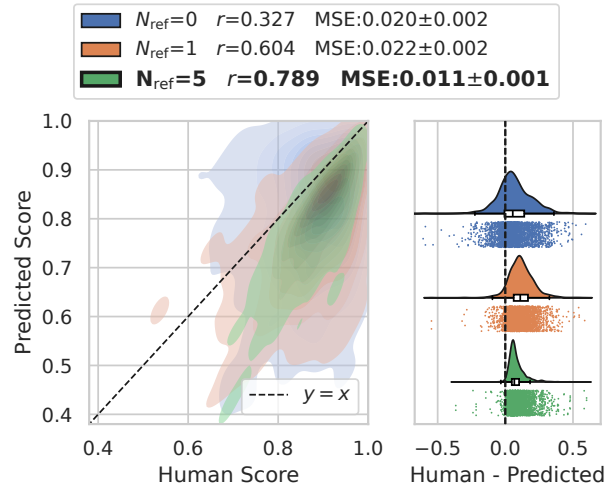 N_ref=0 r=0.327 MSE:0.020±0.002
N_ref=1 r=0.604 MSE:0.022±0.002
N_ref=5 r=0.789 MSE:0.011±0.001
1.0
0.9
0.8
0.7
0.6
0.5
0.4
Predicted Score
y = x
0.4 0.6 0.8 1.0
Human Score
−0.5 0.0 0.5
Human - Predicted